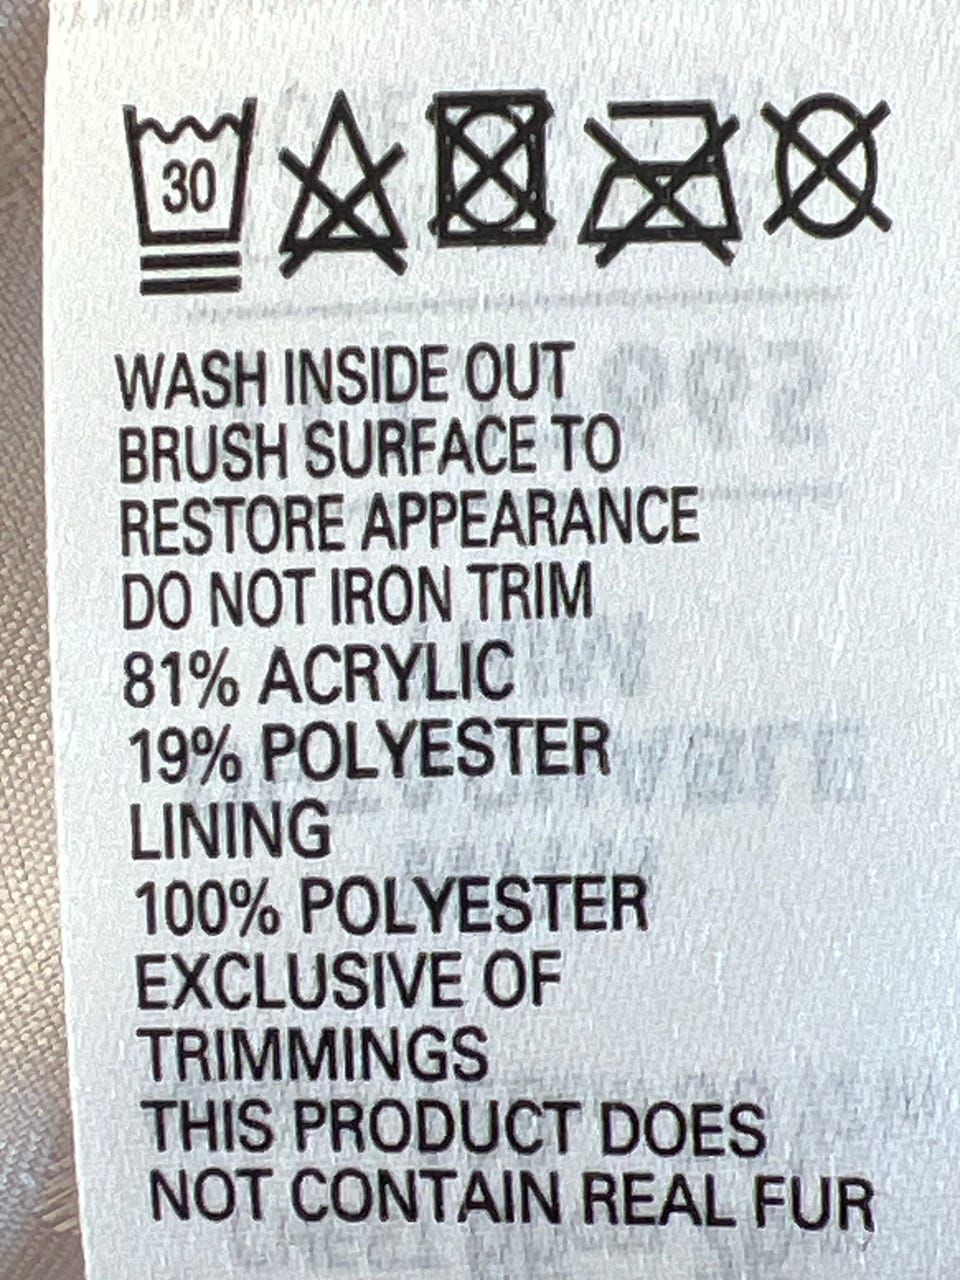 30
WASH INSIDE OUT
BRUSH SURFACE TO
RESTORE APPEARANCE
DO NOT IRON TRIM
81% ACRYLIC
19% POLYESTER
LINING
100% POLYESTER
EXCLUSIVE OF
TRIMMINGS
THIS PRODUCT DOES
NOT CONTAIN REAL FUR